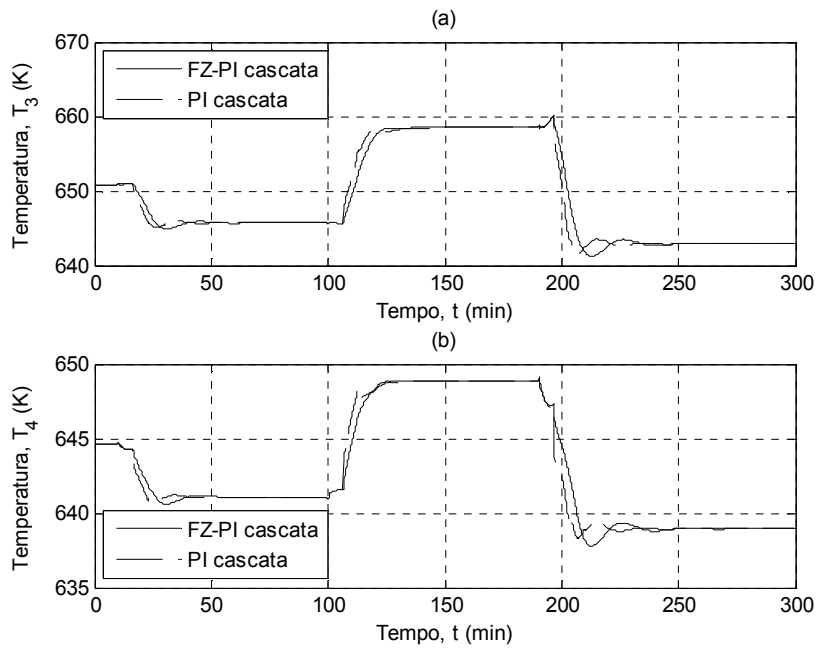 (a)
670
660
650
640
Temperatura, T3 (K)
FZ-PI cascata
PI cascata
0 50 100 150 200 250 300
Tempo, t (min)
(b)
650
645
640
635
Temperatura, T4 (K)
FZ-PI cascata
PI cascata
0 50 100 150 200 250 300
Tempo, t (min)